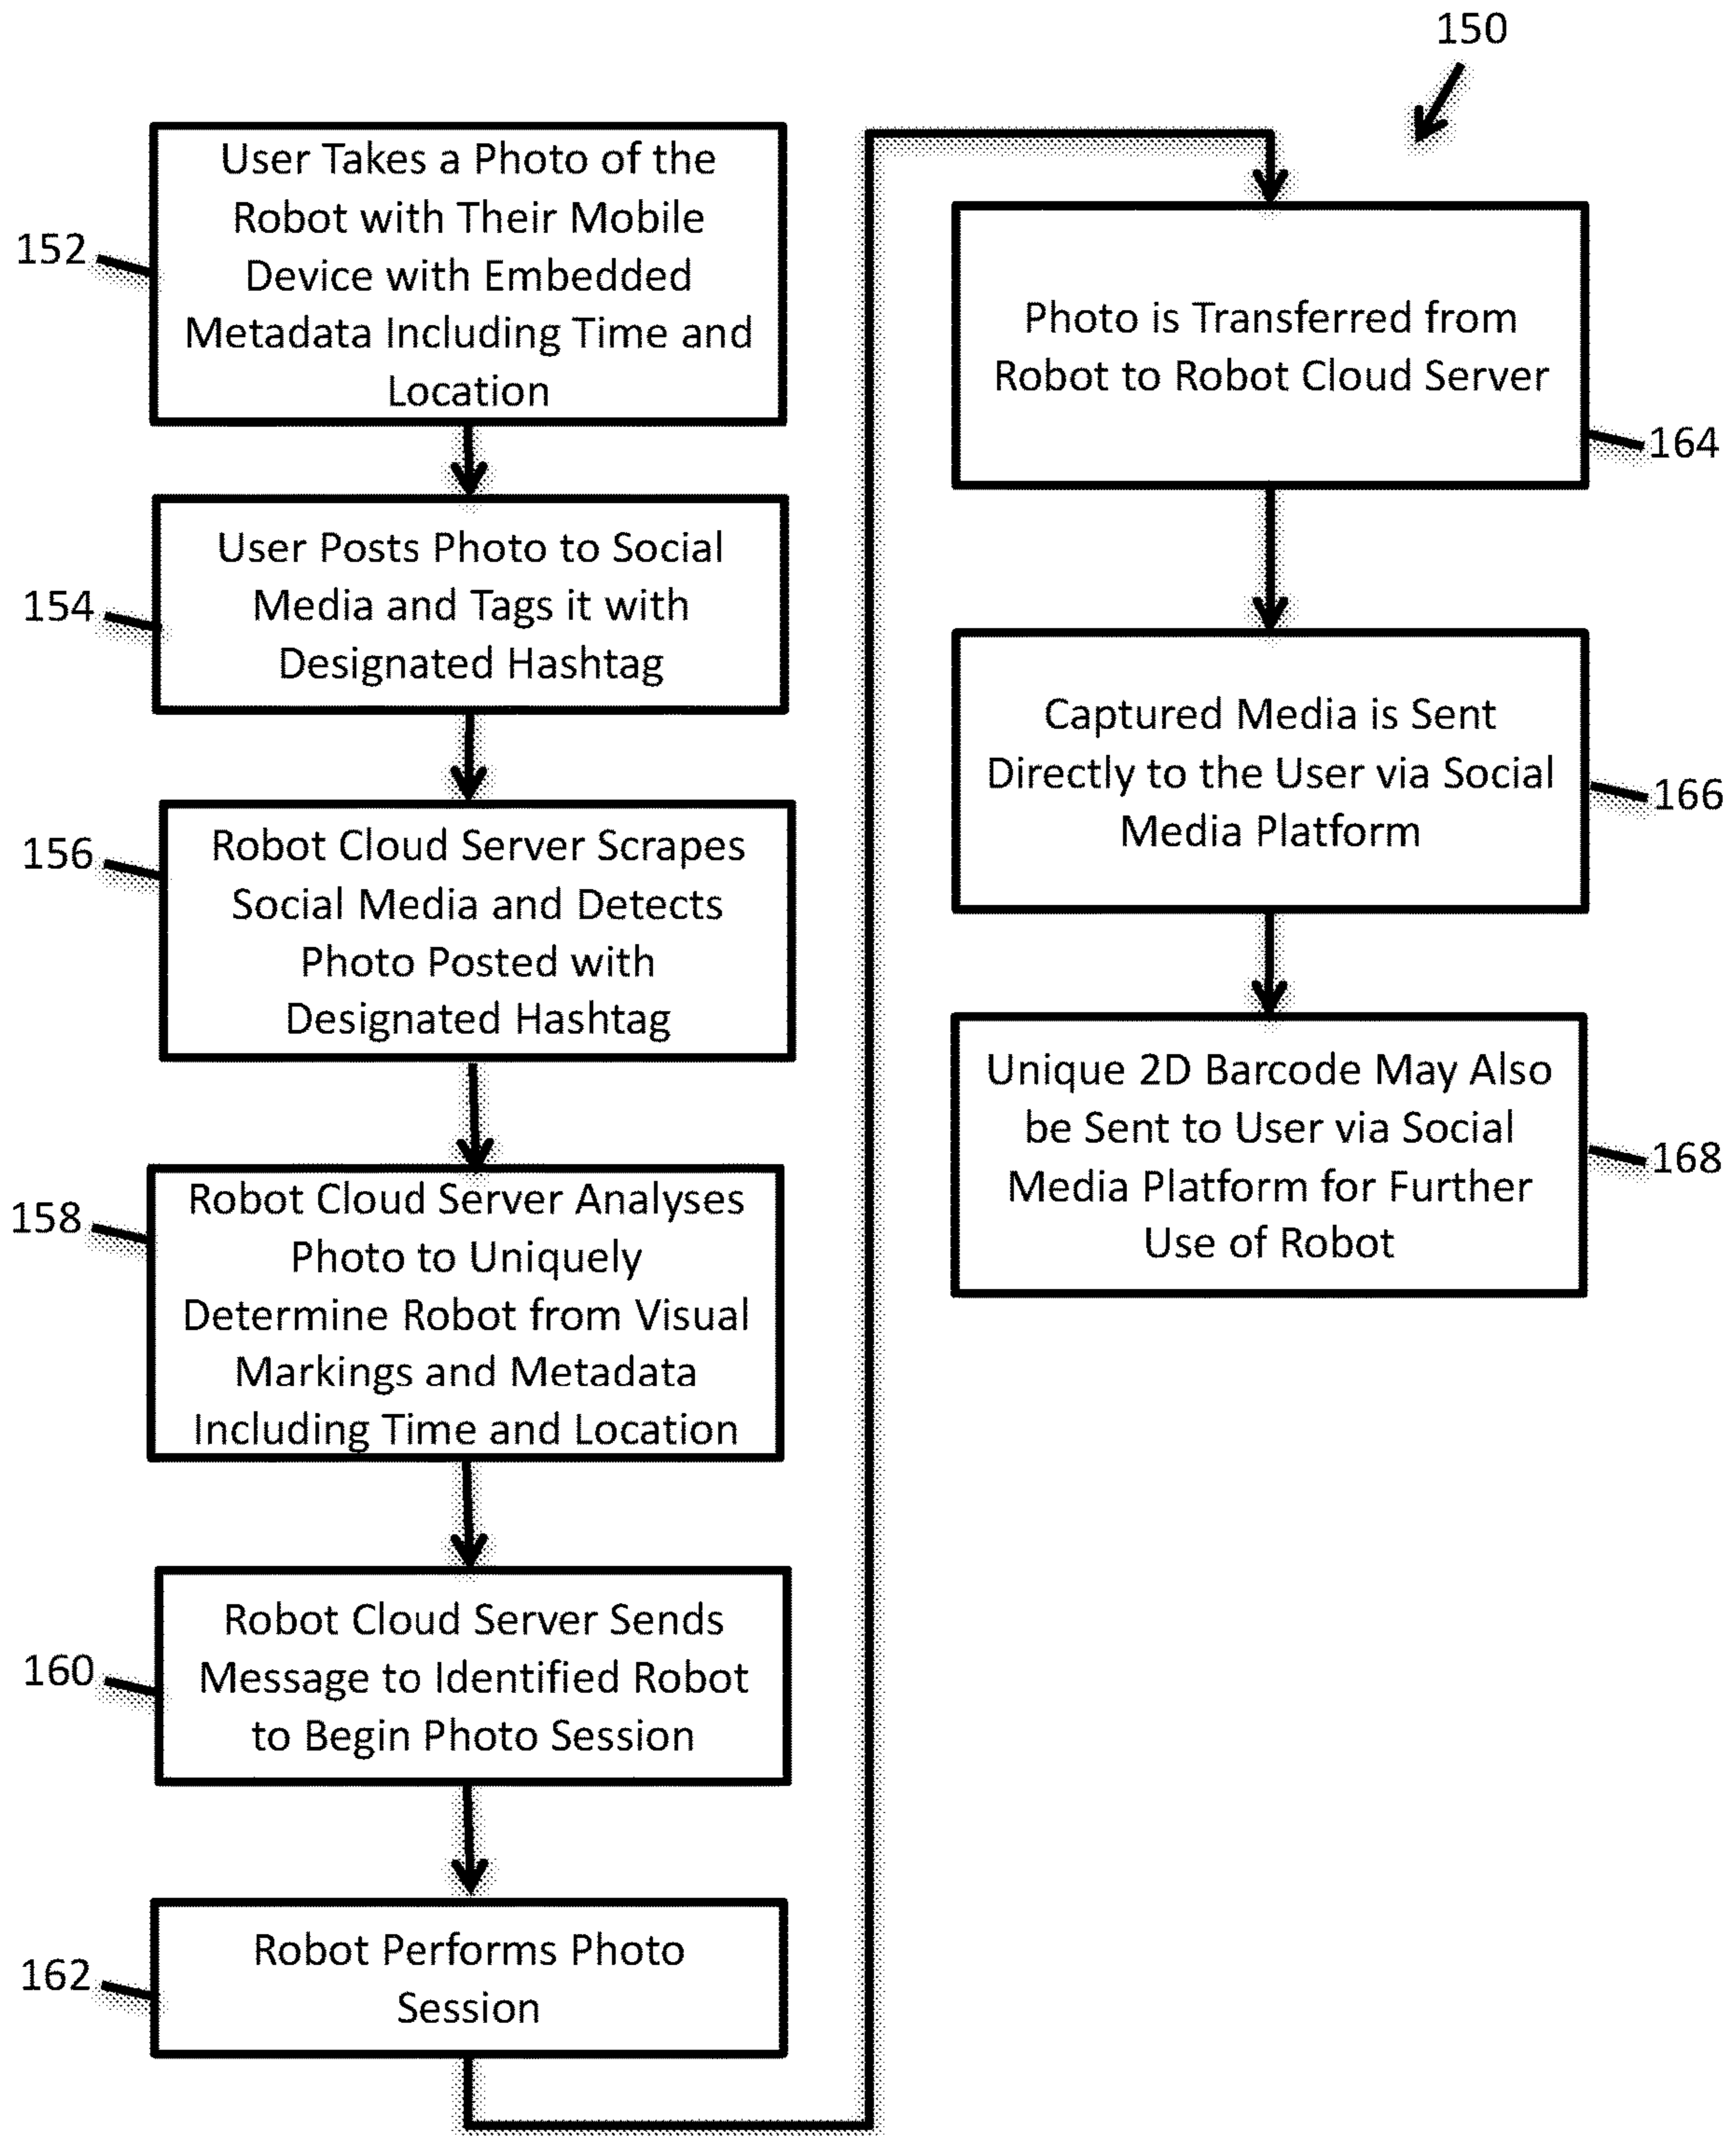 150
152
User Takes a Photo of the
Robot with Their Mobile
Device with Embedded
Metadata Including Time and
Location
154
User Posts Photo to Social
Media and Tags it with
Designated Hashtag
156
Robot Cloud Server Scrapes
Social Media and Detects
Photo Posted with
Designated Hashtag
158
Robot Cloud Server Analyses
Photo to Uniquely
Determine Robot from Visual
Markings and Metadata
Including Time and Location
160
Robot Cloud Server Sends
Message to Identified Robot
to Begin Photo Session
162
Robot Performs Photo
Session
Photo is Transferred from
Robot to Robot Cloud Server
164
Captured Media is Sent
Directly to the User via Social
Media Platform
166
Unique 2D Barcode May Also
be Sent to User via Social
Media Platform for Further
Use of Robot
168